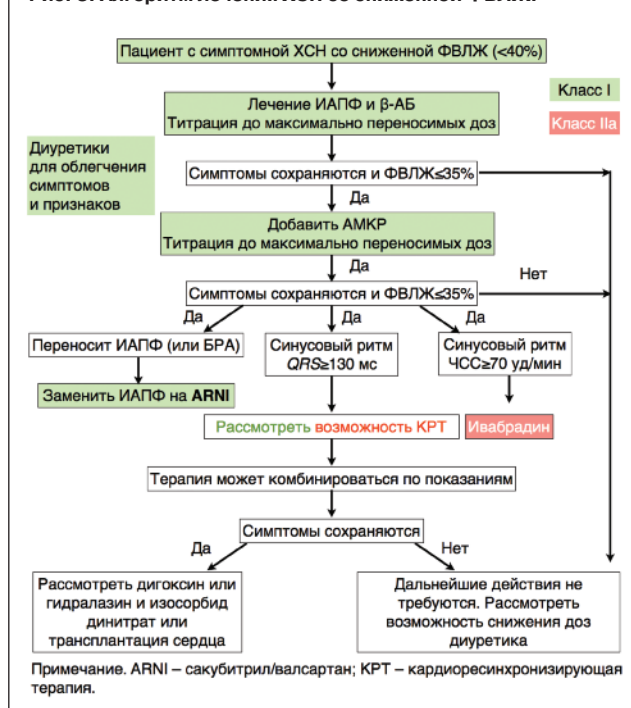 Пациент с симптомной ХСН со сниженной ФВЛЖ (<40%)
Класс I
Класс IIa
Лечение ИАПФ и β-АБ
Титрация до максимально переносимых доз
Диуретики
для облегчения
симптомов
и признаков
Симптомы сохраняются и ФВЛЖ≤35%
Да
Добавить АМКР
Титрация до максимально переносимых доз
Да
Нет
Симптомы сохраняются и ФВЛЖ≤35%
Да
Да
Да
Переносит ИАПФ (или БРА)
Синусовый ритм
QRS≥130 мс
Синусовый ритм
ЧСС≥70 уд/мин
Заменить ИАПФ на ARNI
Рассмотреть возможность КРТ
Ивабрадин
Терапия может комбинироваться по показаниям
Симптомы сохраняются
Да
Нет
Рассмотреть дигоксин или
гидралазин и изосорбид
динитрат или
трансплантация сердца
Дальнейшие действия не
требуются. Рассмотреть
возможность снижения доз
диуретика
Примечание. ARNI – сакубитрил/валсартан; КРТ – кардиоресинхронизирующая
терапия.